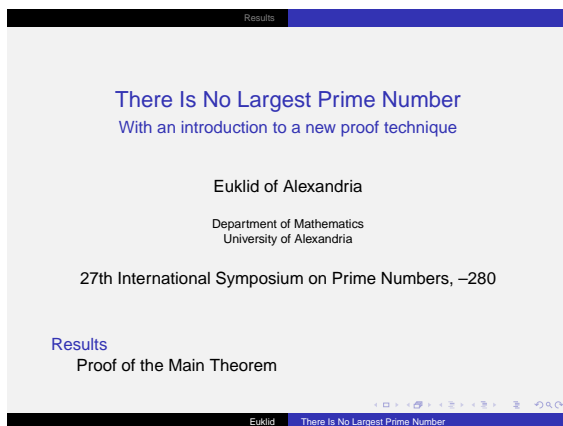 Results
There Is No Largest Prime Number
With an introduction to a new proof technique
Euklid of Alexandria
Department of Mathematics
University of Alexandria
27th International Symposium on Prime Numbers, –280
Results
Proof of the Main Theorem
Euklid There Is No Largest Prime Number